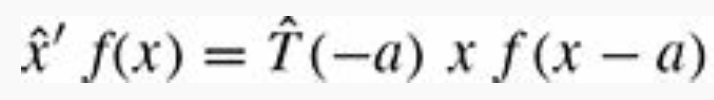 x̂′ f(x) = T̂(−a) x f(x − a)